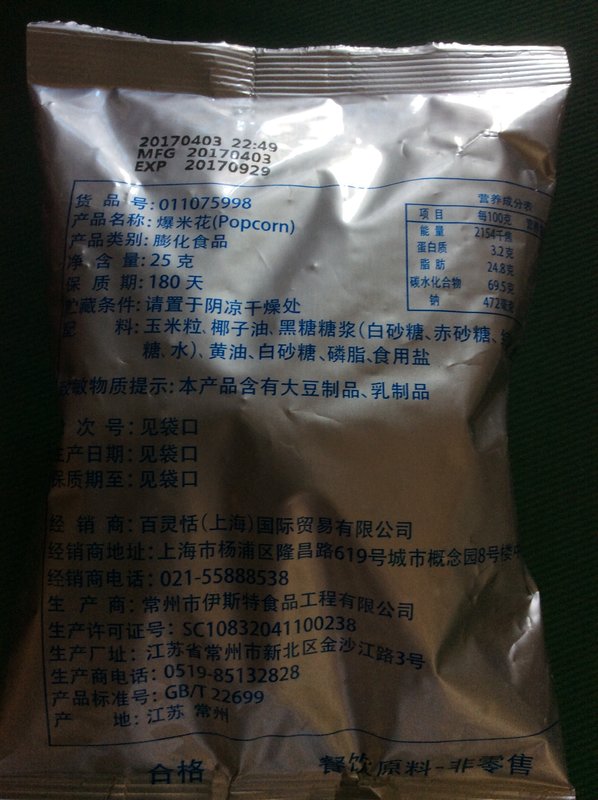 20170403 22:49
MFG 20170403
EXP 20170929
货品号:011075998
产品名称:爆米花(Popcorn)
产品类别:膨化食品
净含量:25克
保质期:180天
贮藏条件:请置于阴凉干燥处
配料:玉米粒、椰子油、黑糖糖浆(白砂糖、赤砂糖、
糖、水)、黄油、白砂糖、磷脂、食用盐
致敏物质提示:本产品含有大豆制品、乳制品
次号:见袋口
生产日期:见袋口
保质期至:见袋口
经销商:百灵恬(上海)国际贸易有限公司
经销商地址:上海市杨浦区隆昌路619号城市概念园8号楼
经销商电话:021-55888538
生产商:常州市伊斯特食品工程有限公司
生产许可证号:SC10832041100238
生产厂址:江苏省常州市新北区金沙江路3号
生产商电话:0519-85132828
产品标准号:GB/T 22699
产地:江苏 常州
营养成分表
项目 每100克 营养
能量 2154千焦
蛋白质 3.2克
脂肪 24.8克
碳水化合物 69.5克
钠 472毫克
合格 餐饮原料-非零售